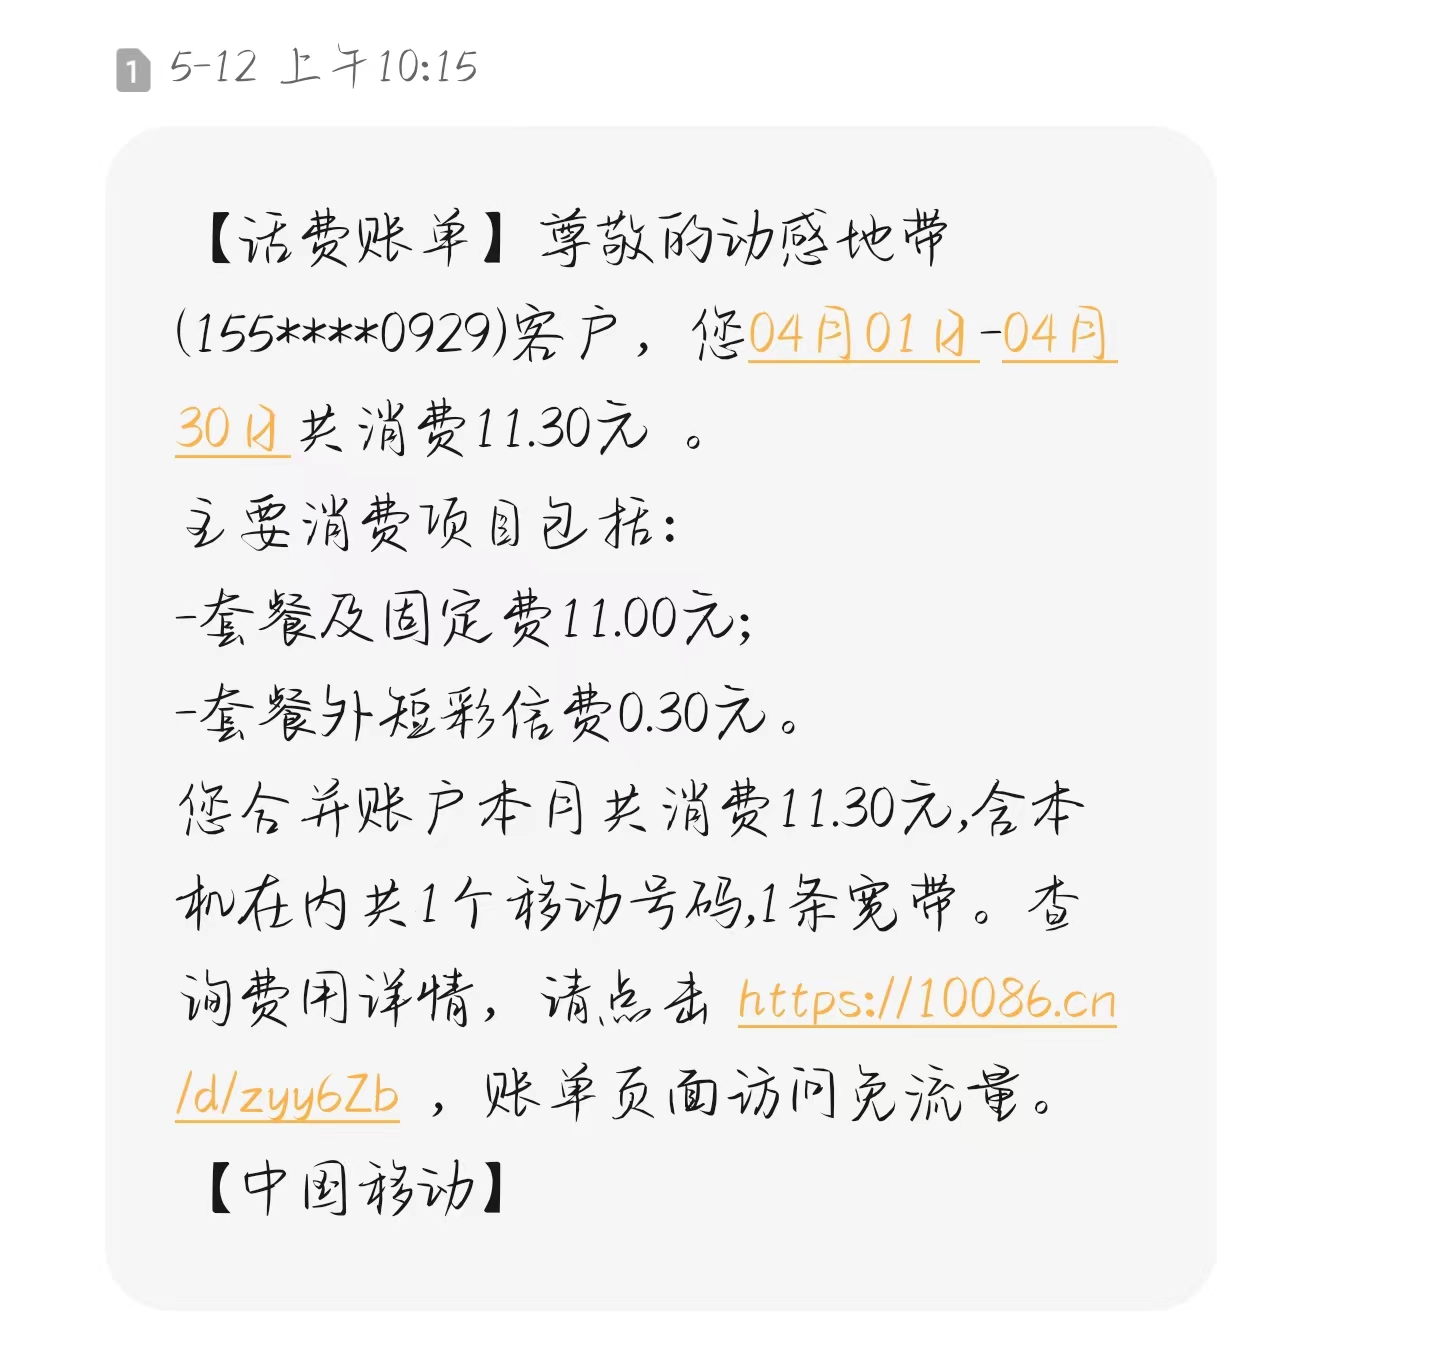 1 5-12 上午10:15
【话费账单】尊敬的动感地带
(155****0929)客户，您04月01日-04月
30日共消费11.30元 。
主要消费项目包括：
-套餐及固定费11.00元;
-套餐外短彩信费0.30元。
您合并账户本月共消费11.30元,含本
机在内共1个移动号码,1条宽带。查
询费用详情，请点击 https://10086.cn
/d/zyy6Zb ，账单页面访问免流量。
【中国移动】